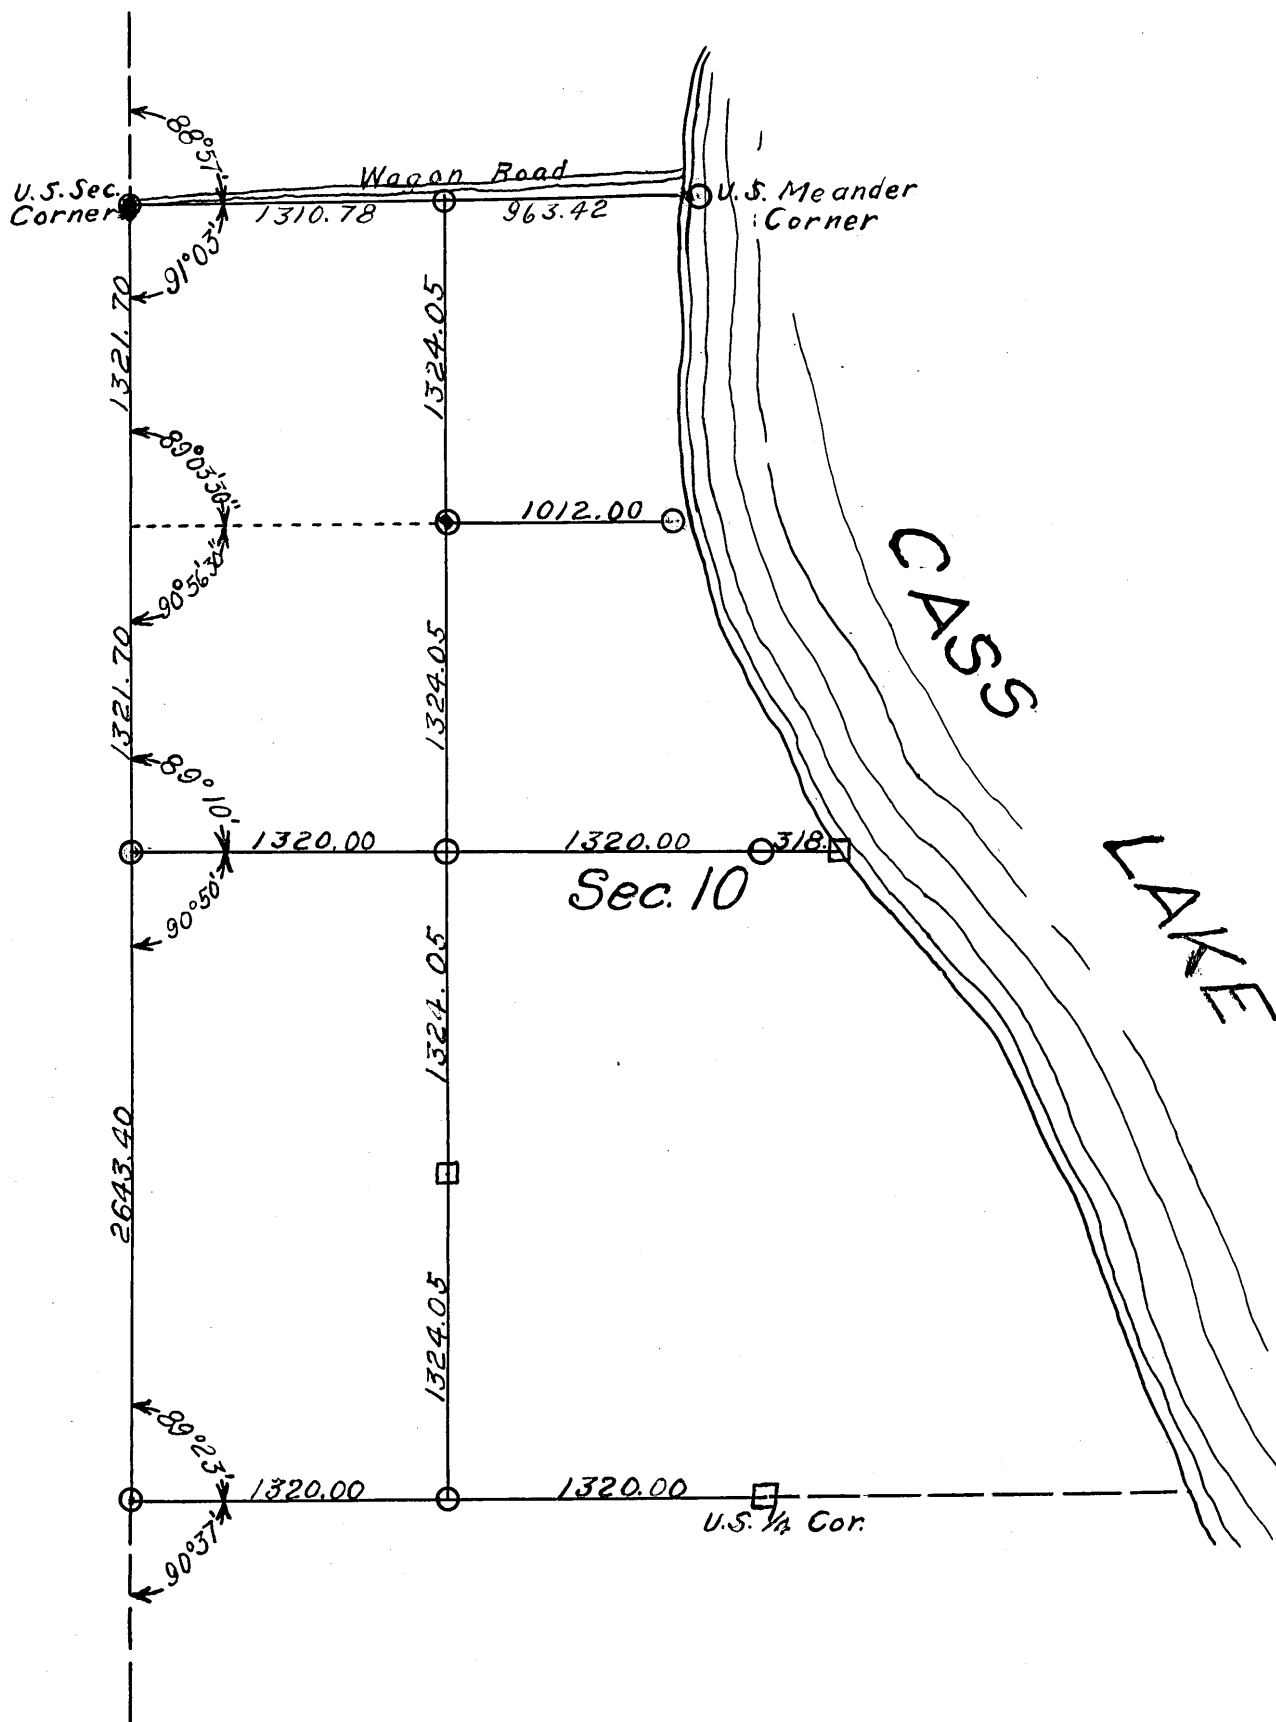 88°57'
Wagon Road
U.S. Sec.
Corner
1310.78
963.42
U.S. Meander
Corner
91°03'
1321.70
1324.05
89°03'30"
1012.00
90°56'30"
CASS
LAKE
1321.70
1324.05
89°10'
1320.00
1320.00
318.
Sec. 10
90°50'
1324.05
2643.40
1324.05
89°23'
1320.00
1320.00
U.S. 1/4 Cor.
90°37'